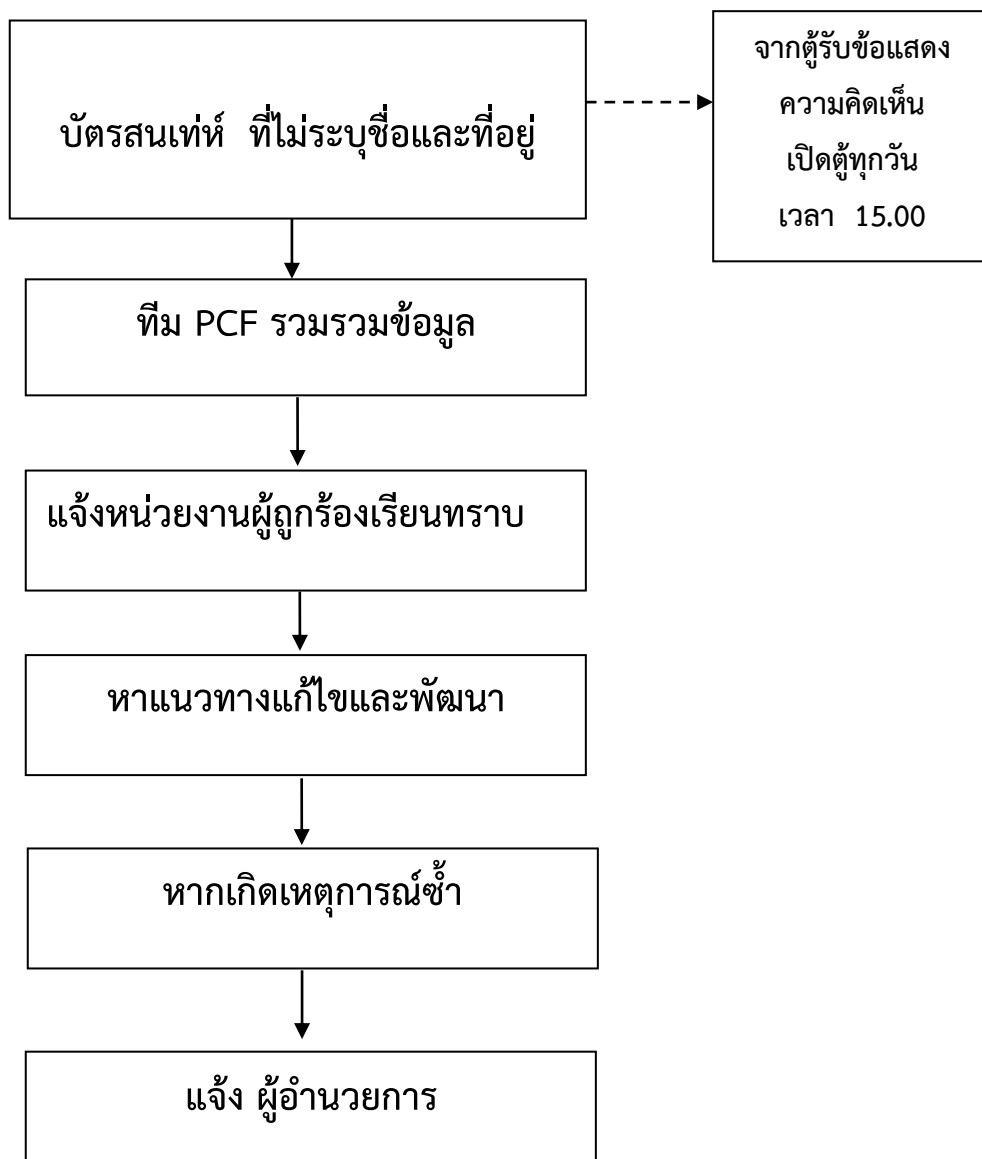 บัตรสนเท่ห์ ที่ไม่ระบุชื่อและที่อยู่
จากตู้รับข้อแสดง
ความคิดเห็น
เปิดตู้ทุกวัน
เวลา 15.00
ทีม PCF รวมรวมข้อมูล
แจ้งหน่วยงานผู้ถูกร้องเรียนทราบ
หาแนวทางแก้ไขและพัฒนา
หากเกิดเหตุการณ์ซ้ำ
แจ้ง ผู้อำนวยการ